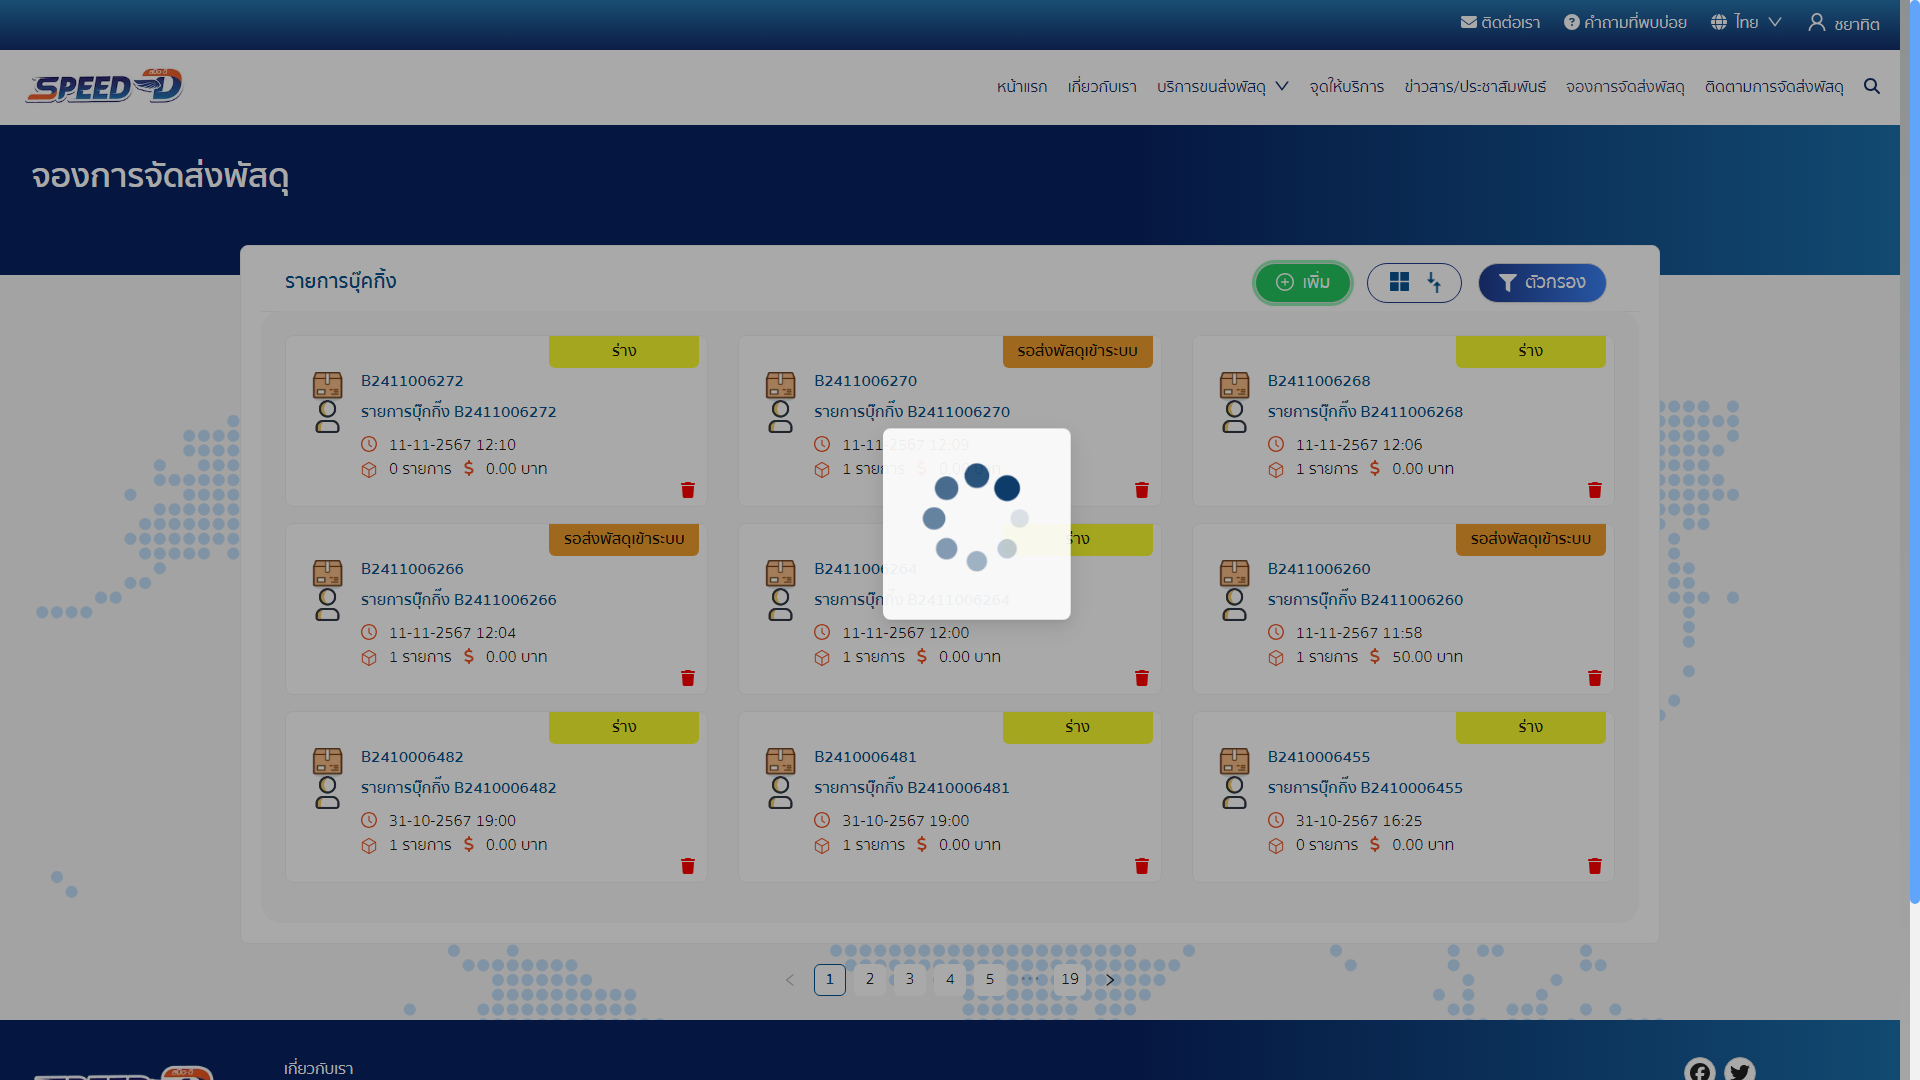 ติดต่อเรา คำถามที่พบบ่อย ไทย ชยาทิต
สปีด-ดี
SPEED D
หน้าแรก เกี่ยวกับเรา บริการขนส่งพัสดุ จุดให้บริการ ข่าวสาร/ประชาสัมพันธ์ จองการจัดส่งพัสดุ ติดตามการจัดส่งพัสดุ
จองการจัดส่งพัสดุ
รายการบุ๊คกิ้ง เพิ่ม ตัวกรอง
ร่าง
B2411006272
รายการบุ๊กกิ๊ง B2411006272
11-11-2567 12:10
0 รายการ $ 0.00 บาท
รอส่งพัสดุเข้าระบบ
B2411006270
รายการบุ๊กกิ๊ง B2411006270
11-11-2567 12:09
1 รายการ $ 0.00 บาท
ร่าง
B2411006268
รายการบุ๊กกิ๊ง B2411006268
11-11-2567 12:06
1 รายการ $ 0.00 บาท
รอส่งพัสดุเข้าระบบ
B2411006266
รายการบุ๊กกิ๊ง B2411006266
11-11-2567 12:04
1 รายการ $ 0.00 บาท
ร่าง
B2411006264
รายการบุ๊กกิ๊ง B2411006264
11-11-2567 12:00
1 รายการ $ 0.00 บาท
รอส่งพัสดุเข้าระบบ
B2411006260
รายการบุ๊กกิ๊ง B2411006260
11-11-2567 11:58
1 รายการ $ 50.00 บาท
ร่าง
B2410006482
รายการบุ๊กกิ๊ง B2410006482
31-10-2567 19:00
1 รายการ $ 0.00 บาท
ร่าง
B2410006481
รายการบุ๊กกิ๊ง B2410006481
31-10-2567 19:00
1 รายการ $ 0.00 บาท
ร่าง
B2410006455
รายการบุ๊กกิ๊ง B2410006455
31-10-2567 16:25
0 รายการ $ 0.00 บาท
1 2 3 4 5 ••• 19
เกี่ยวกับเรา
สปีด-ดี
SPEED D